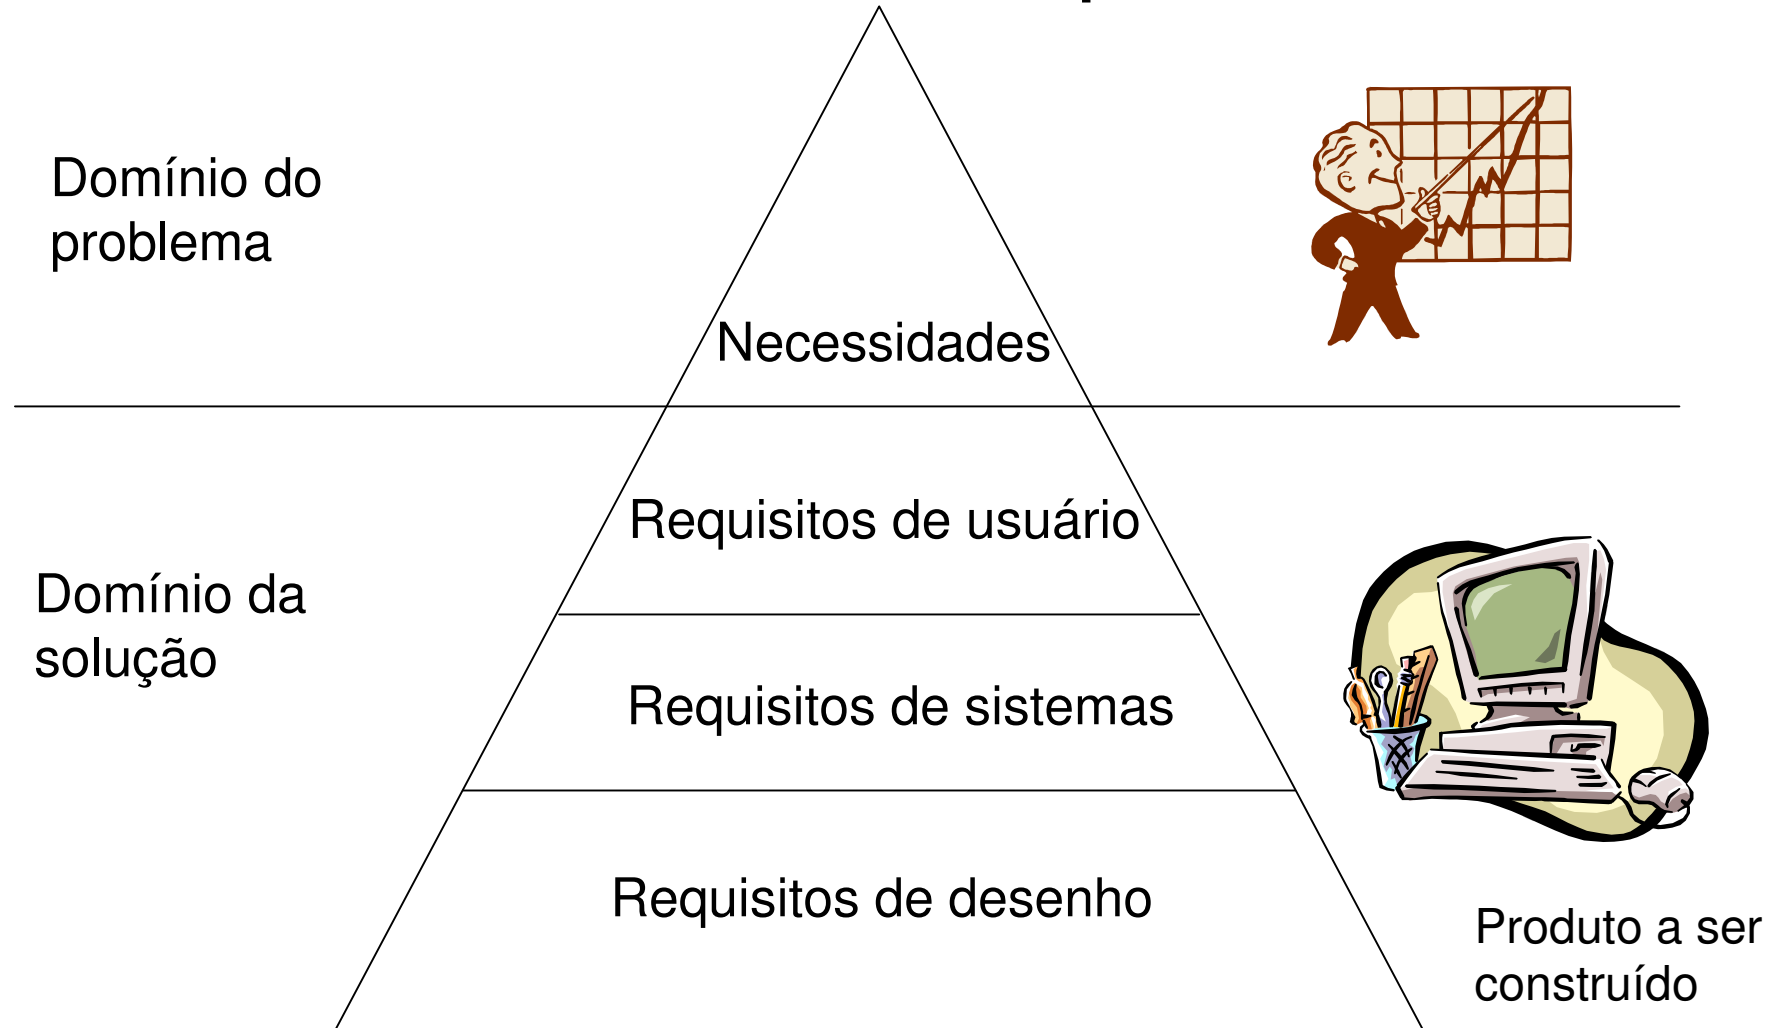 Domínio do
problema
Necessidades
Requisitos de usuário
Domínio da
solução
Requisitos de sistemas
Requisitos de desenho
Produto a ser
construído